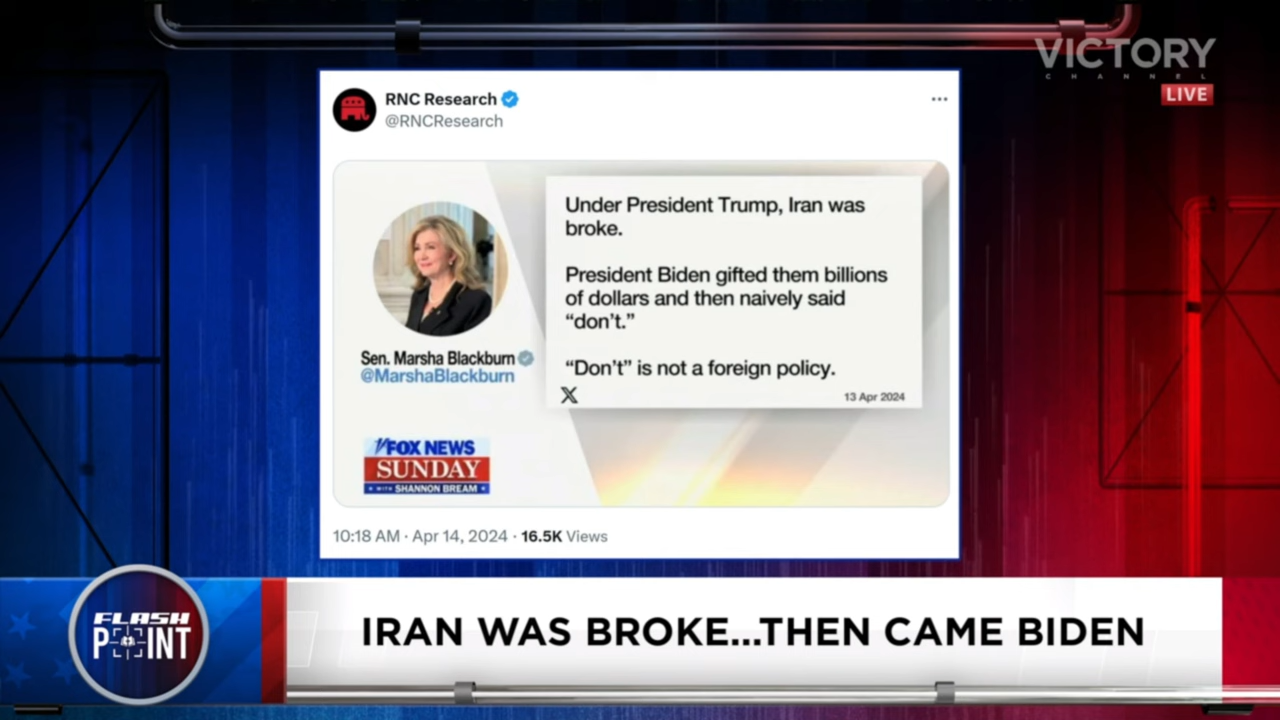 VICTORY
CHANNEL
LIVE
RNC Research
@RNCResearch
Under President Trump, Iran was
broke.
President Biden gifted them billions
of dollars and then naively said
“don’t.”
“Don’t” is not a foreign policy.
13 Apr 2024
Sen. Marsha Blackburn
@MarshaBlackburn
FOX NEWS
SUNDAY
WITH SHANNON BREAM
10:18 AM · Apr 14, 2024 · 16.5K Views
FLASH
POINT
IRAN WAS BROKE...THEN CAME BIDEN